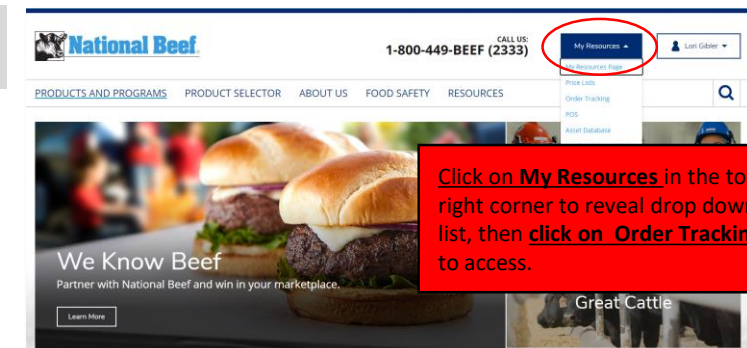 National Beef
CALL US:
1-800-449-BEEF (2333)
My Resources
Lori Gibler
My Resources Page
Price Lists
Order Tracking
POS
Asset Database
PRODUCTS AND PROGRAMS PRODUCT SELECTOR ABOUT US FOOD SAFETY RESOURCES
Click on My Resources in the to
right corner to reveal drop down
list, then click on Order Trackin
to access.
We Know Beef
Partner with National Beef and win in your marketplace.
Learn More
Great Cattle